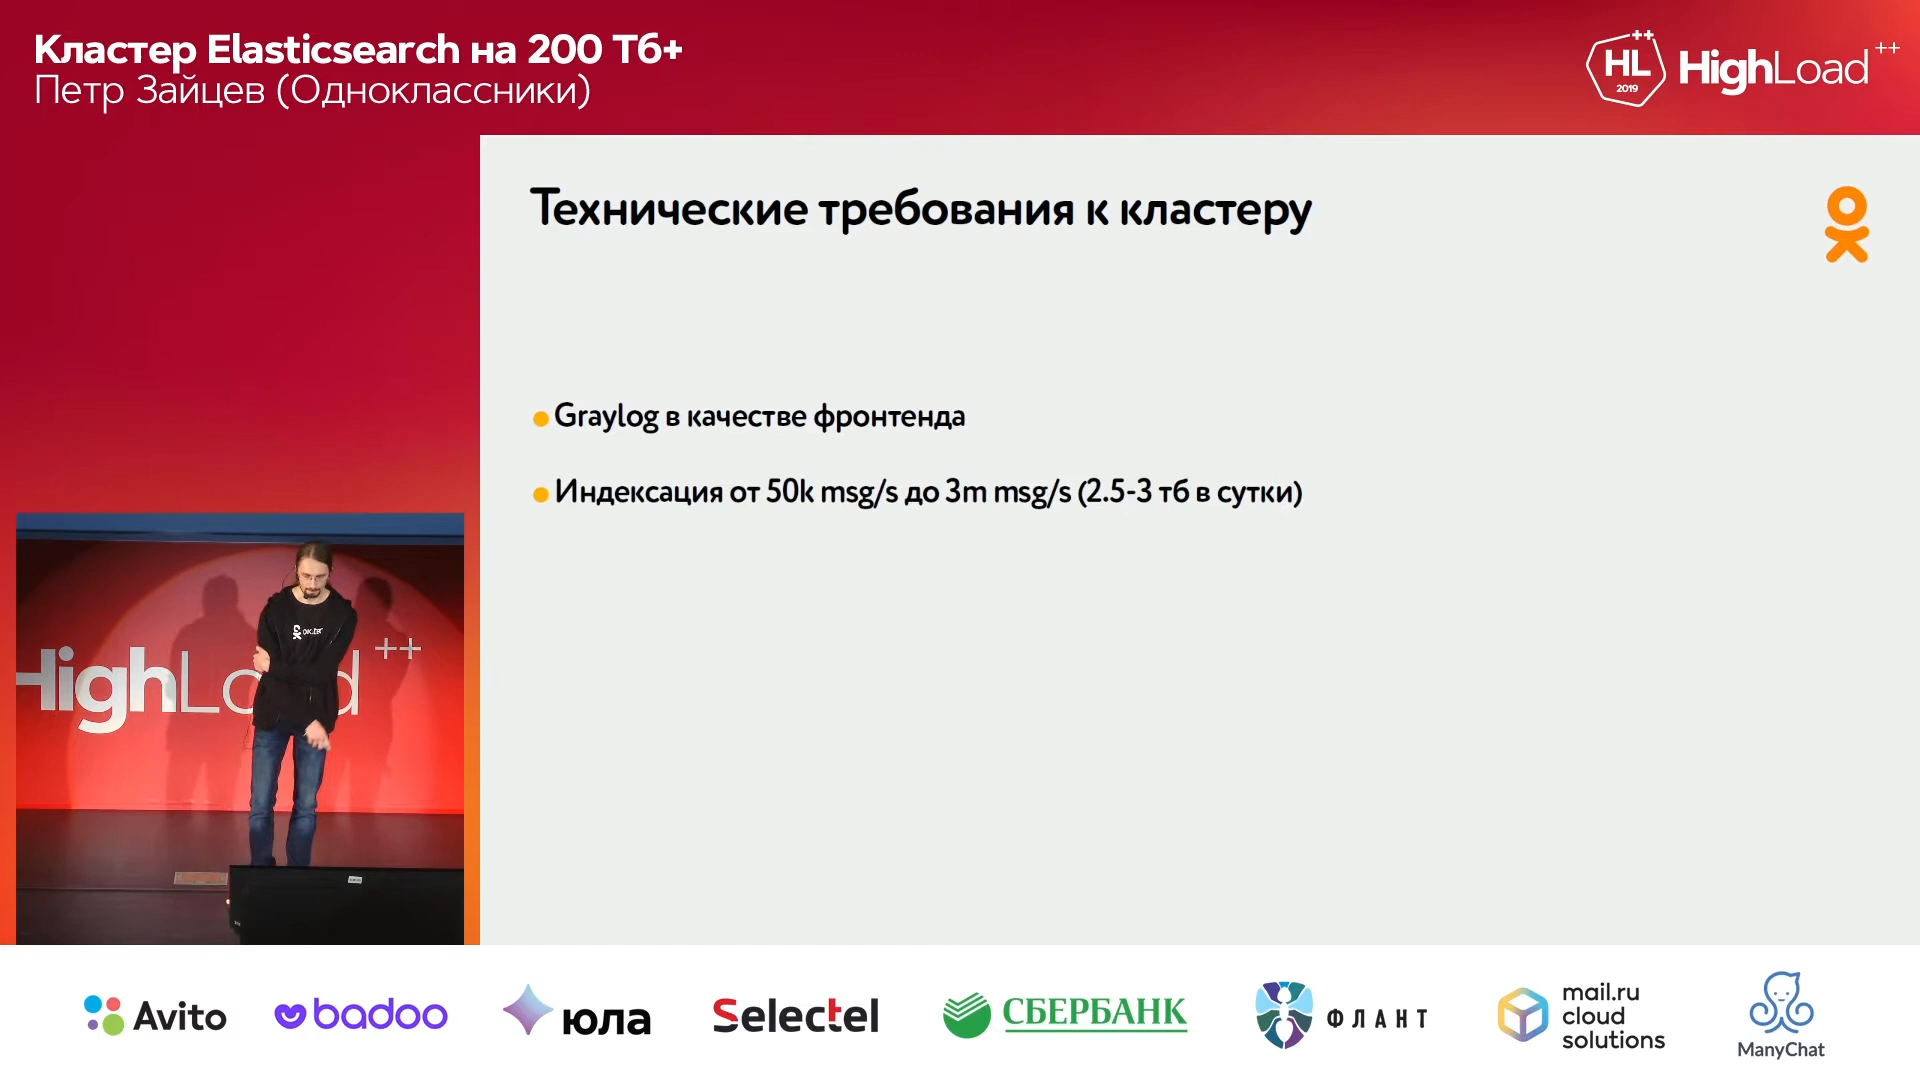 Кластер Elasticsearch на 200 Тб+
Петр Зайцев (Одноклассники)
HL++
2019
HighLoad++
Технические требования к кластеру
Graylog в качестве фронтенда
Индексация от 50k msg/s до 3m msg/s (2.5-3 тб в сутки)
HighLoad++
Avito
badoo
юла
Selectel
СБЕРБАНК
ФЛАНТ
mail.ru
cloud
solutions
ManyChat